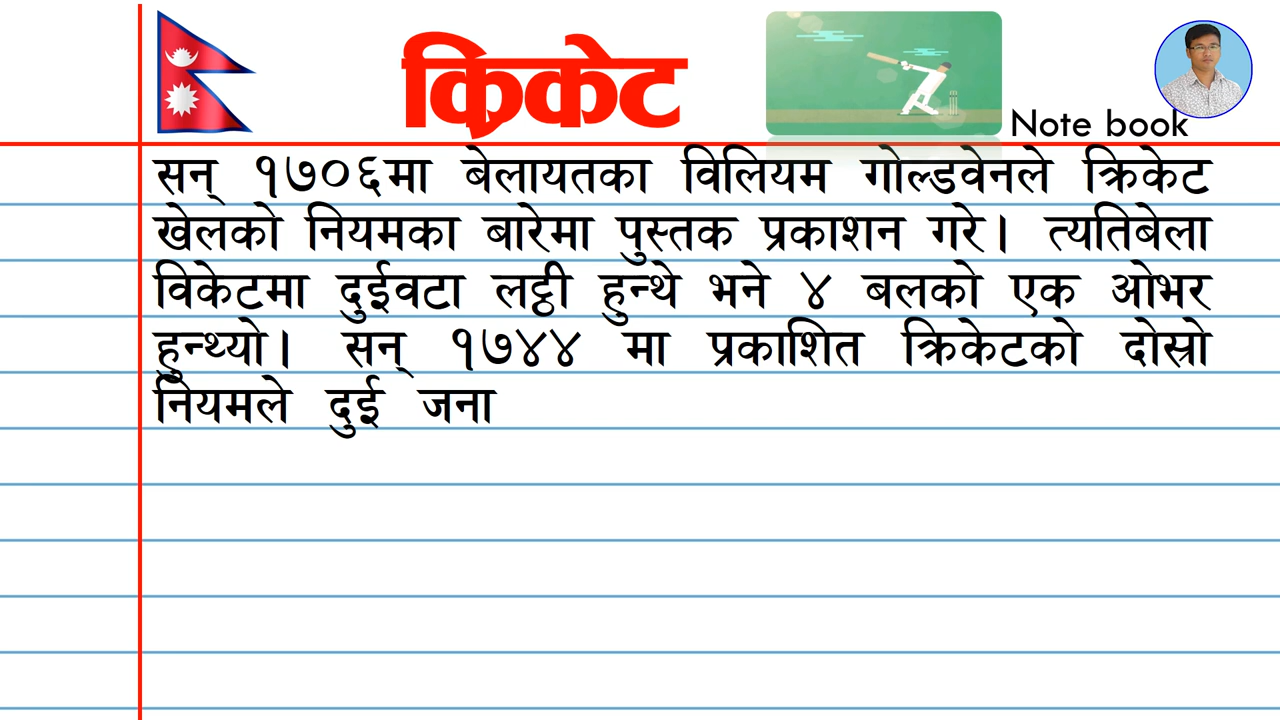 क्रिकेट
Note book
सन् १७०६मा बेलायतका विलियम गोल्डवेनले क्रिकेट
खेलको नियमका बारेमा पुस्तक प्रकाशन गरे। त्यतिबेला
विकेटमा दुईवटा लट्ठी हुन्थे भने ४ बलको एक ओभर
हुन्थ्यो। सन् १७४४ मा प्रकाशित क्रिकेटको दोस्रो
नियमले दुई जना